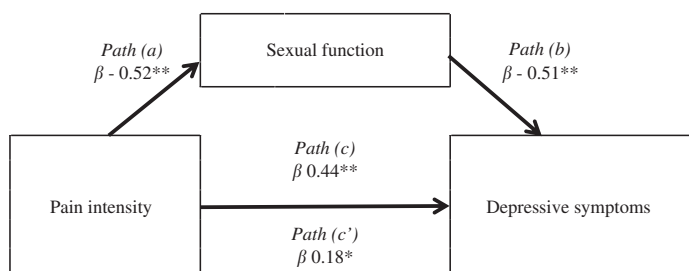 Path (a)
β - 0.52**
Sexual function
Path (b)
β - 0.51**
Pain intensity
Path (c)
β 0.44**
Path (c’)
β 0.18*
Depressive symptoms